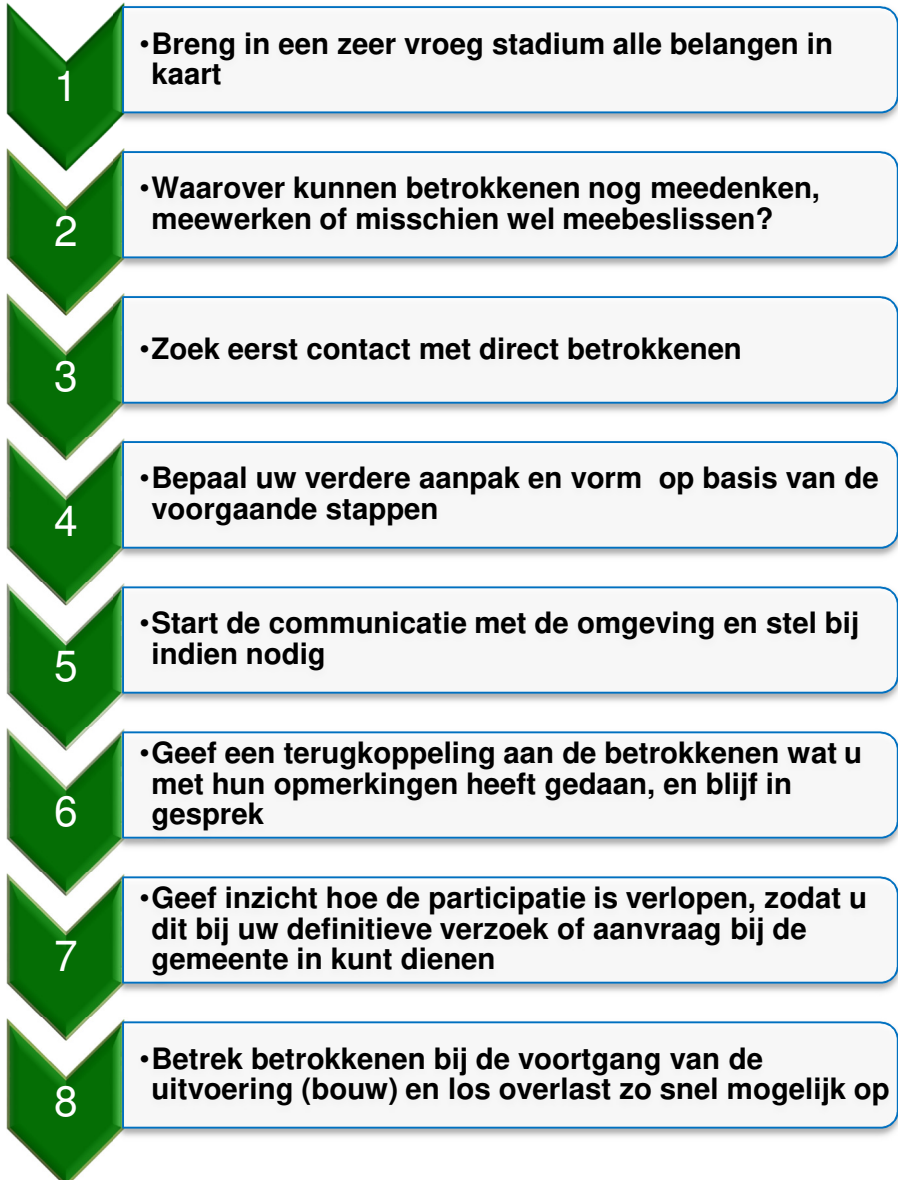 1
•Breng in een zeer vroeg stadium alle belangen in
kaart
2
•Waarover kunnen betrokkenen nog meedenken,
meewerken of misschien wel meebeslissen?
3
•Zoek eerst contact met direct betrokkenen
4
•Bepaal uw verdere aanpak en vorm  op basis van de
voorgaande stappen
5
•Start de communicatie met de omgeving en stel bij
indien nodig
6
•Geef een terugkoppeling aan de betrokkenen wat u
met hun opmerkingen heeft gedaan, en blijf in
gesprek
7
•Geef inzicht hoe de participatie is verlopen, zodat u
dit bij uw definitieve verzoek of aanvraag bij de
gemeente in kunt dienen
8
•Betrek betrokkenen bij de voortgang van de
uitvoering (bouw) en los overlast zo snel mogelijk op